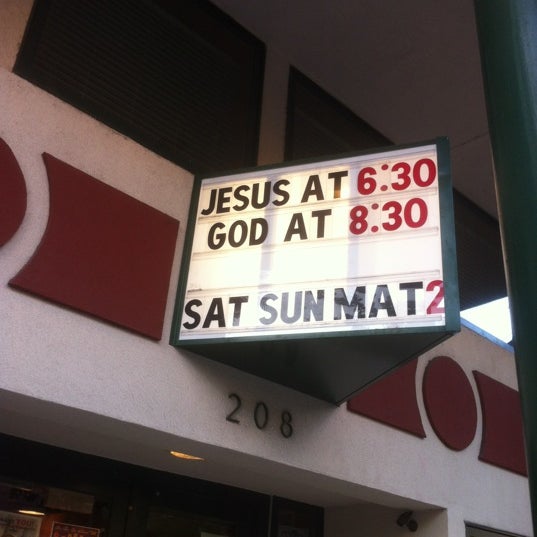 JESUS AT 6:30
GOD AT 8:30
SAT SUN MAT 2
208